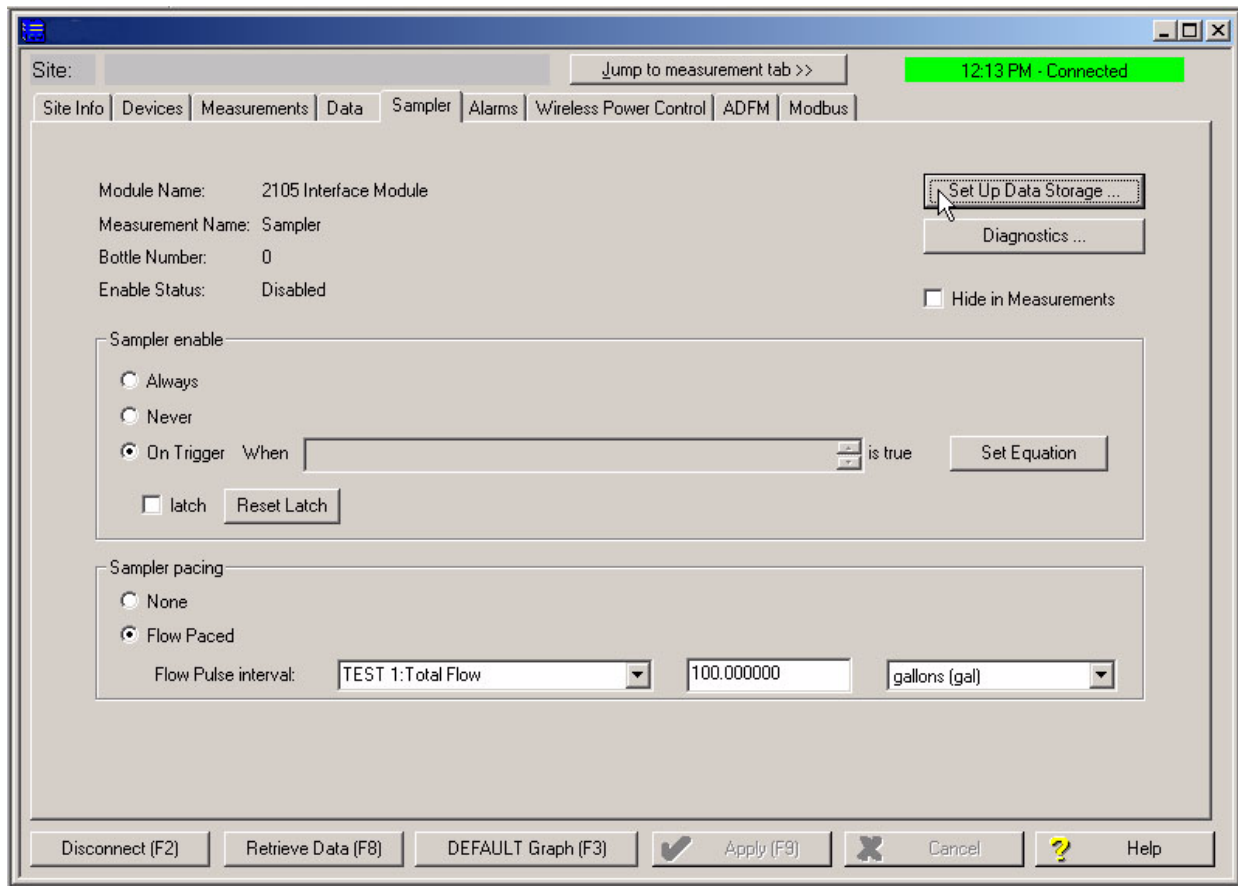 Site: Jump to measurement tab >> 12:13 PM - Connected
Site Info Devices Measurements Data Sampler Alarms Wireless Power Control ADFM Modbus
Module Name: 2105 Interface Module Set Up Data Storage ...
Measurement Name: Sampler
Diagnostics ...
Bottle Number: 0
Enable Status: Disabled
Hide in Measurements
Sampler enable
Always
Never
On Trigger When is true Set Equation
latch Reset Latch
Sampler pacing
None
Flow Paced
Flow Pulse interval: TEST 1:Total Flow 100.000000 gallons (gal)
Disconnect (F2) Retrieve Data (F8) DEFAULT Graph (F3) Apply (F9) Cancel Help